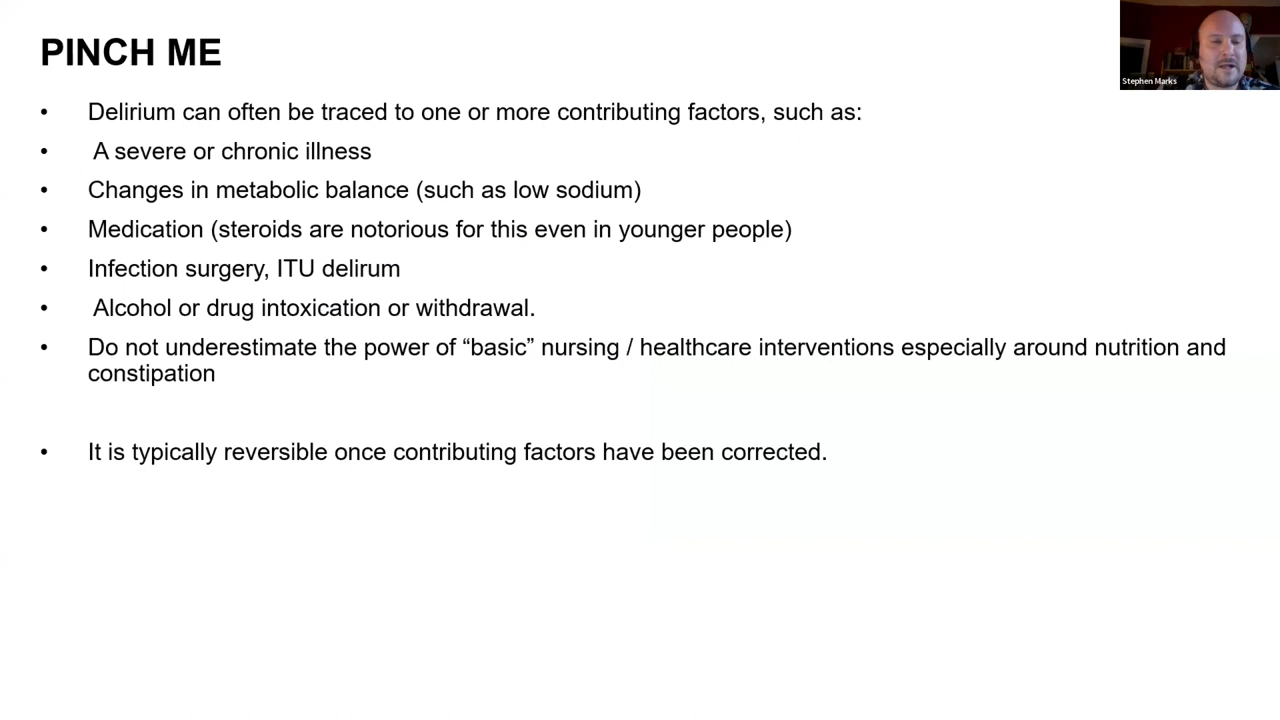 PINCH ME
Stephen Marks
• Delirium can often be traced to one or more contributing factors, such as:
• A severe or chronic illness
• Changes in metabolic balance (such as low sodium)
• Medication (steroids are notorious for this even in younger people)
• Infection surgery, ITU delirum
• Alcohol or drug intoxication or withdrawal.
• Do not underestimate the power of “basic” nursing / healthcare interventions especially around nutrition and
constipation
• It is typically reversible once contributing factors have been corrected.